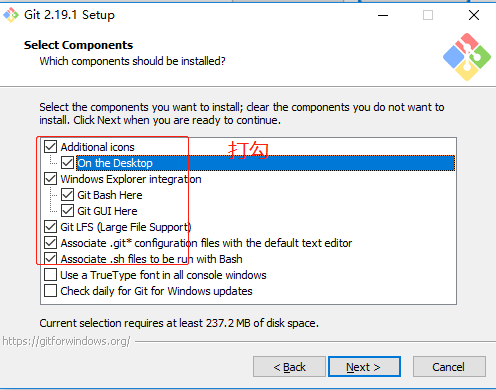 Git 2.19.1 Setup
Select Components
Which components should be installed?
Select the components you want to install; clear the components you do not want to
install. Click Next when you are ready to continue.
Additional icons
打勾
On the Desktop
Windows Explorer integration
Git Bash Here
Git GUI Here
Git LFS (Large File Support)
Associate .git* configuration files with the default text editor
Associate .sh files to be run with Bash
Use a TrueType font in all console windows
Check daily for Git for Windows updates
Current selection requires at least 237.2 MB of disk space.
https://gitforwindows.org/
< Back
Next >
Cancel